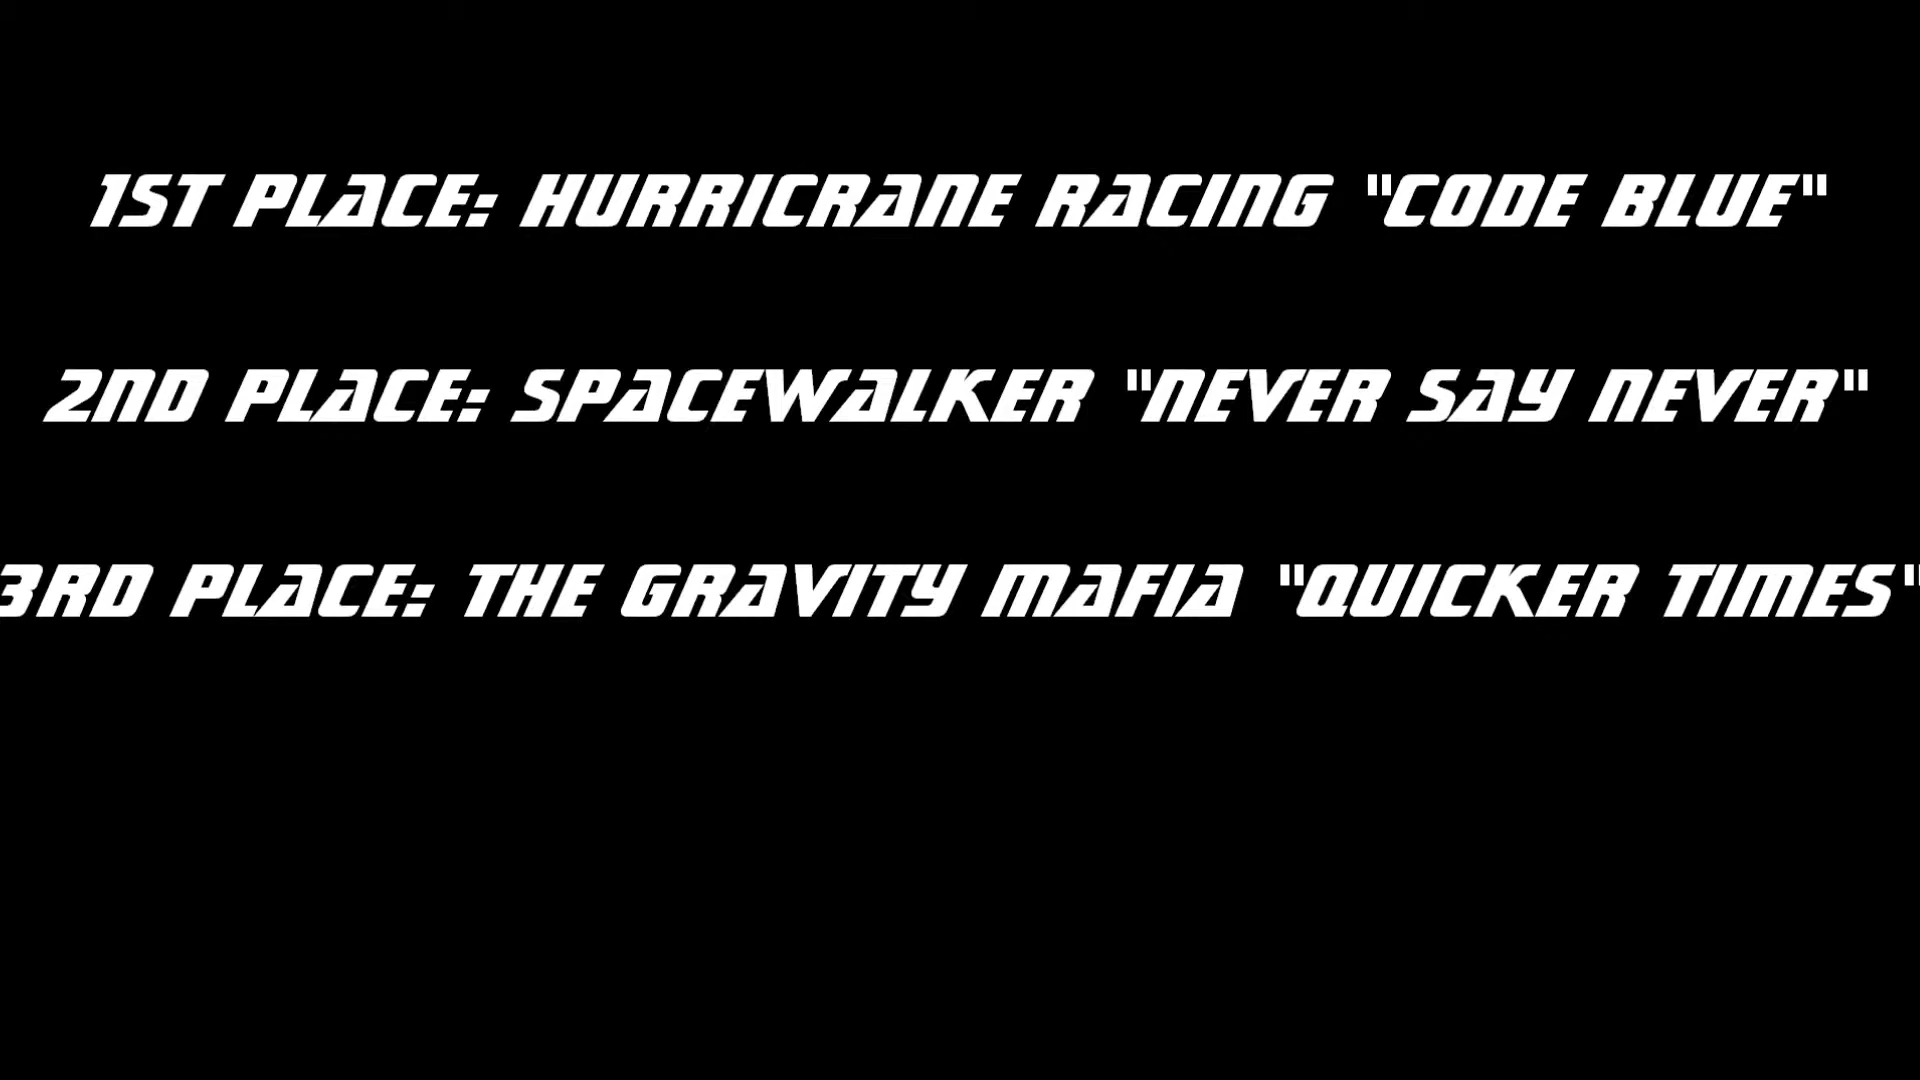 1ST PLACE: HURRICRANE RACING "CODE BLUE"
2ND PLACE: SPACEWALKER "NEVER SAY NEVER"
3RD PLACE: THE GRAVITY MAFIA "QUICKER TIMES"